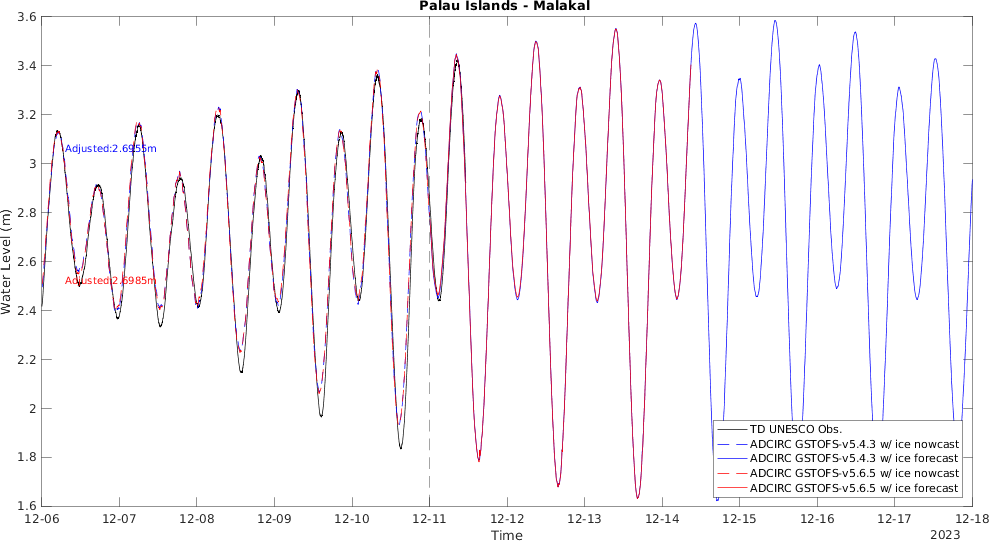 Palau Islands - Malakal
3.6
3.4
3.2
3
2.8
2.6
2.4
2.2
2
1.8
1.6
Water Level (m)
Adjusted:2.6955m
Adjusted:2.6985m
TD UNESCO Obs.
ADCIRC GSTOFS-v5.4.3 w/ ice nowcast
ADCIRC GSTOFS-v5.4.3 w/ ice forecast
ADCIRC GSTOFS-v5.6.5 w/ ice nowcast
ADCIRC GSTOFS-v5.6.5 w/ ice forecast
12-06 12-07 12-08 12-09 12-10 12-11 12-12 12-13 12-14 12-15 12-16 12-17 12-18
Time
2023